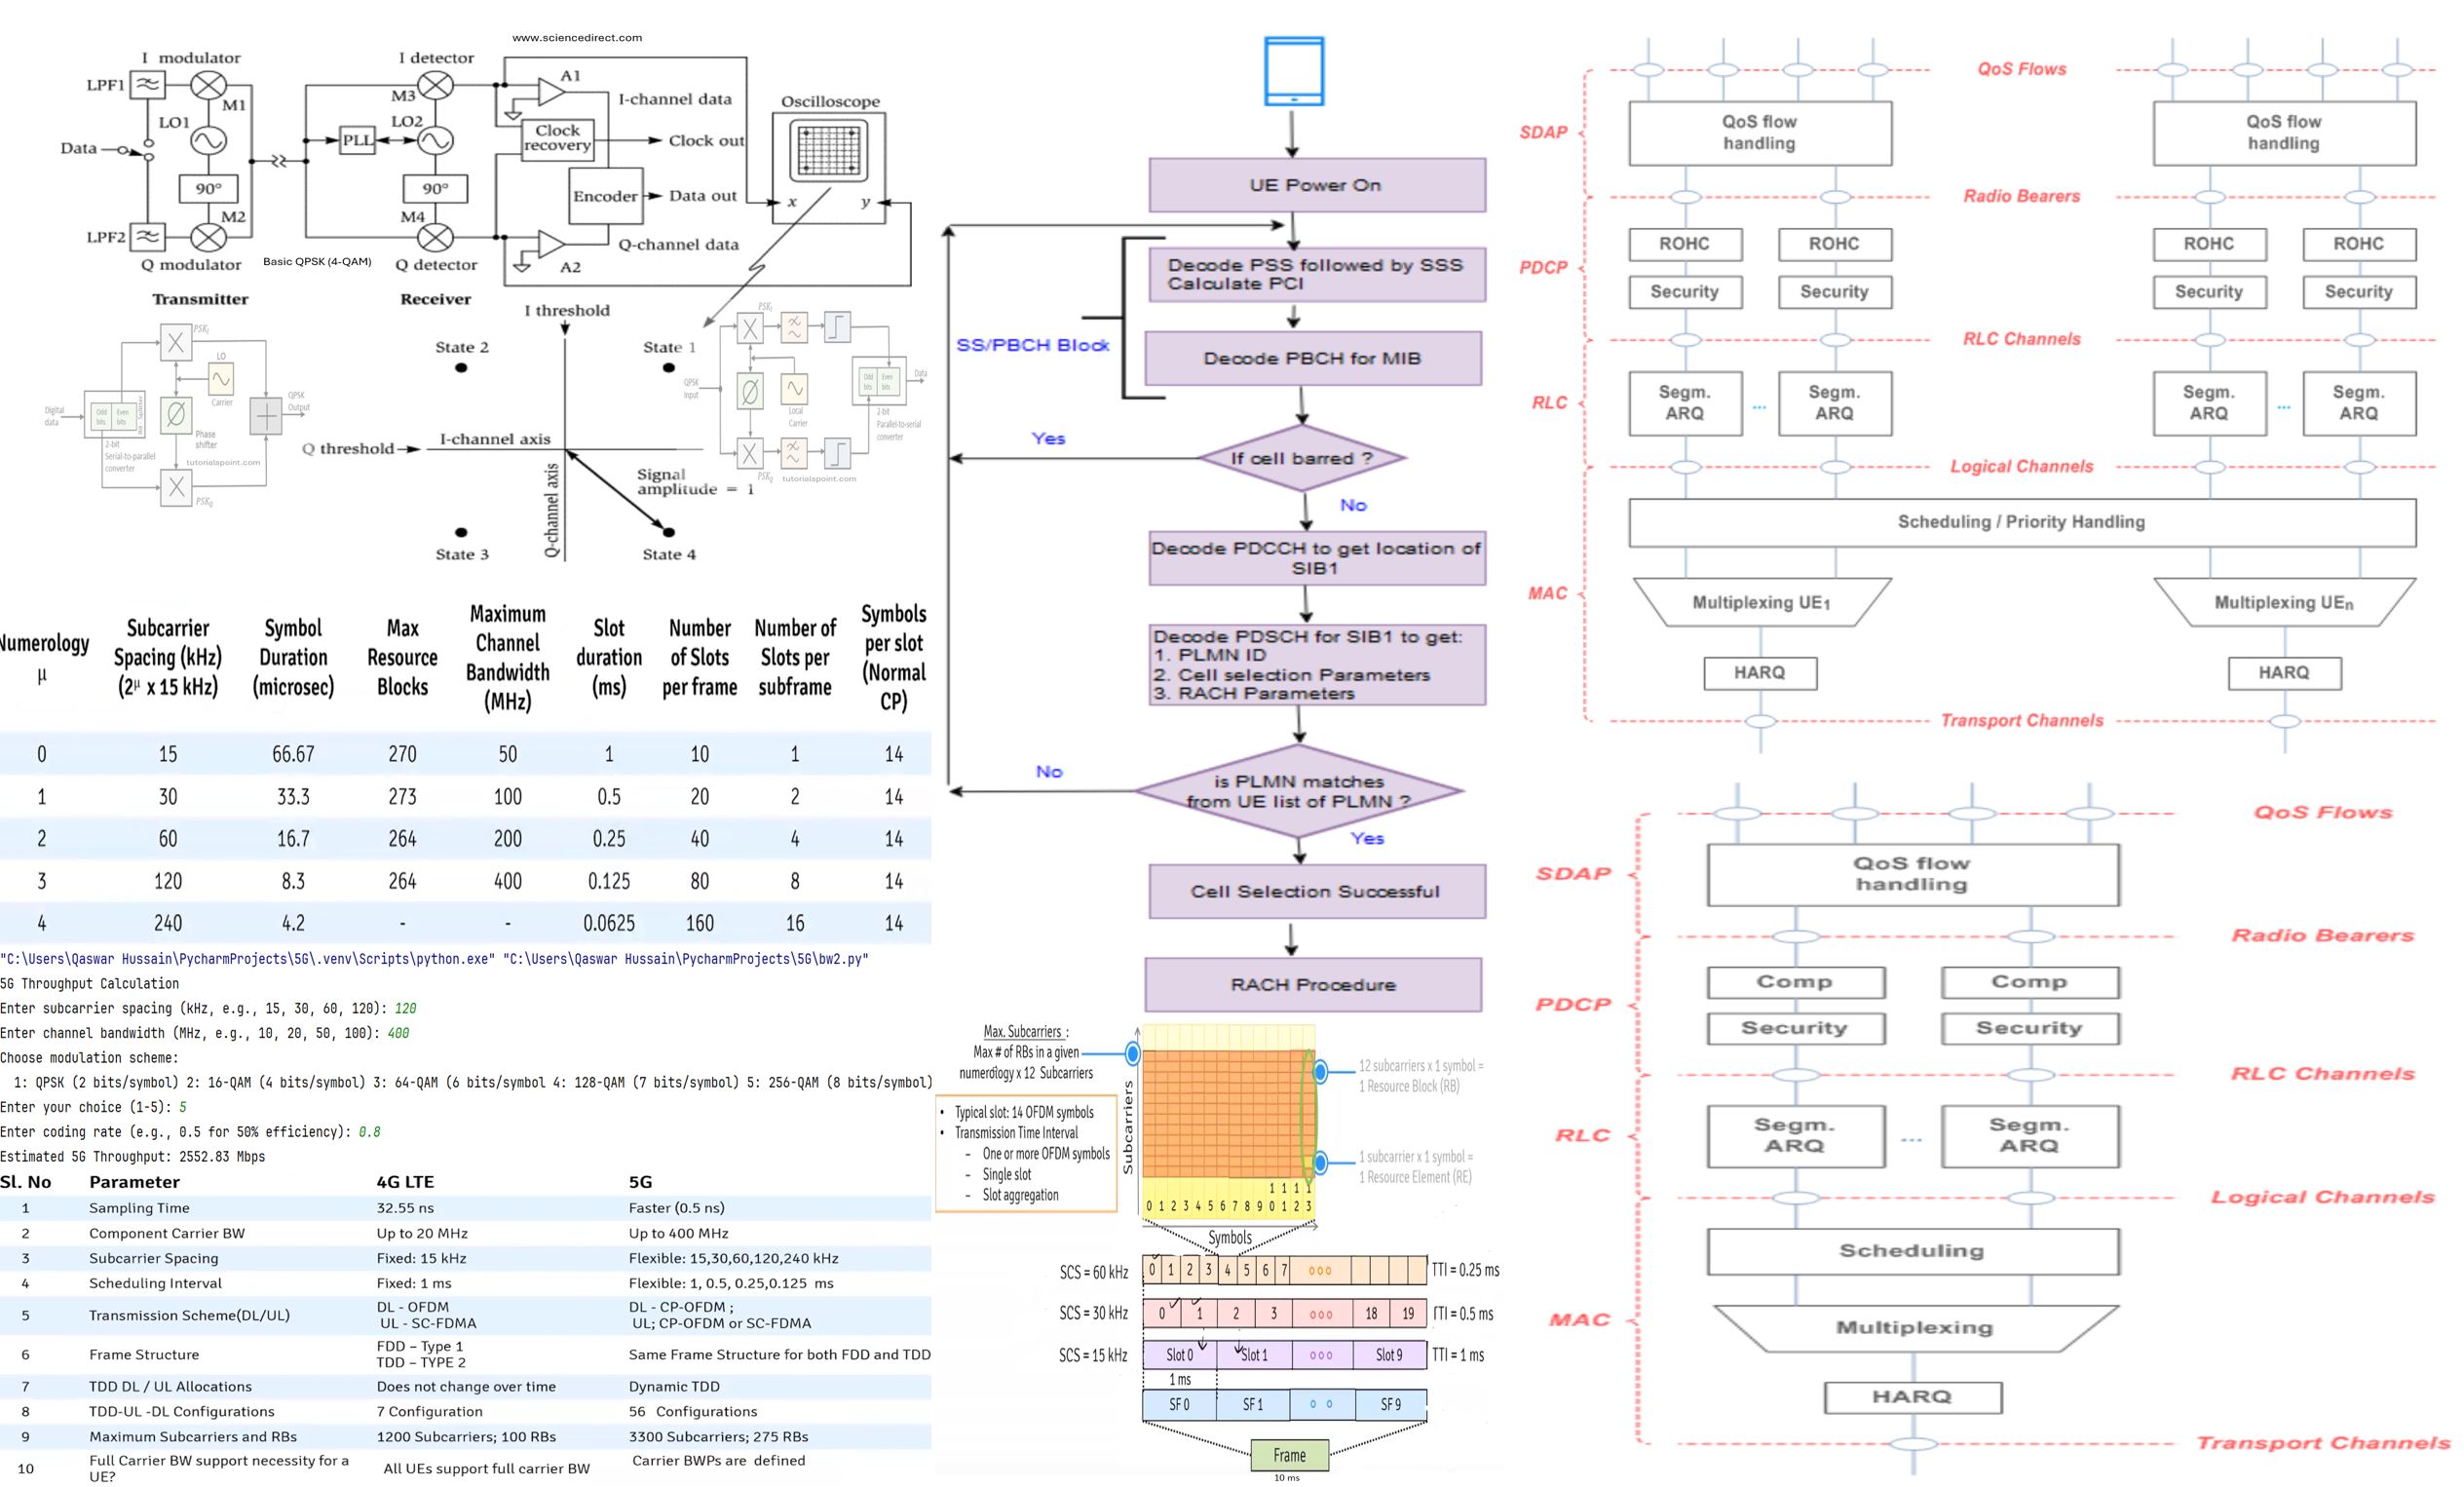 www.sciencedirect.com
I modulator
I detector
LPF1
M1
M3
A1
I-channel data
Oscilloscope
LO1
LO2
Data
PLL
Clock
recovery
Clock out
90°
90°
Encoder
Data out
x
y
M2
M4
LPF2
Q-channel data
Q modulator
Basic QPSK (4-QAM)
Q detector
A2
Transmitter
Receiver
I threshold
State 2
State 1
Q threshold
I-channel axis
Q-channel axis
Signal
amplitude = 1
State 3
State 4
PSKI
LO
Carrier
Digital
data
Odd
bits
Even
bits
QPSK
Output
2-bit
Serial-to-parallel
converter
Phase
shifter
tutorialspoint.com
PSKQ
PSKI
QPSK
Input
Local
Carrier
Odd
bits
Even
bits
Data
2-bit
Parallel-to-serial
converter
PSKQ
tutorialspoint.com
Numerology
μ
Subcarrier
Spacing (kHz)
(2^μ x 15 kHz)
Symbol
Duration
(microsec)
Max
Resource
Blocks
Maximum
Channel
Bandwidth
(MHz)
Slot
duration
(ms)
Number
of Slots
per frame
Number of
Slots per
subframe
Symbols
per slot
(Normal
CP)
0 15 66.67 270 50 1 10 1 14
1 30 33.3 273 100 0.5 20 2 14
2 60 16.7 264 200 0.25 40 4 14
3 120 8.3 264 400 0.125 80 8 14
4 240 4.2 - - 0.0625 160 16 14
"C:\Users\Qaswar Hussain\PycharmProjects\5G\.venv\Scripts\python.exe" "C:\Users\Qaswar Hussain\PycharmProjects\5G\bw2.py"
5G Throughput Calculation
Enter subcarrier spacing (kHz, e.g., 15, 30, 60, 120): 120
Enter channel bandwidth (MHz, e.g., 10, 20, 50, 100): 400
Choose modulation scheme:
1: QPSK (2 bits/symbol) 2: 16-QAM (4 bits/symbol) 3: 64-QAM (6 bits/symbol 4: 128-QAM (7 bits/symbol) 5: 256-QAM (8 bits/symbol)
Enter your choice (1-5): 5
Enter coding rate (e.g., 0.5 for 50% efficiency): 0.8
Estimated 5G Throughput: 2552.83 Mbps
Sl. No Parameter 4G LTE 5G
1 Sampling Time 32.55 ns Faster (0.5 ns)
2 Component Carrier BW Up to 20 MHz Up to 400 MHz
3 Subcarrier Spacing Fixed: 15 kHz Flexible: 15,30,60,120,240 kHz
4 Scheduling Interval Fixed: 1 ms Flexible: 1, 0.5, 0.25,0.125 ms
5 Transmission Scheme(DL/UL) DL - OFDM DL - CP-OFDM ;
UL - SC-FDMA UL; CP-OFDM or SC-FDMA
6 Frame Structure FDD – Type 1 Same Frame Structure for both FDD and TDD
TDD – TYPE 2
7 TDD DL / UL Allocations Does not change over time Dynamic TDD
8 TDD-UL -DL Configurations 7 Configuration 56 Configurations
9 Maximum Subcarriers and RBs 1200 Subcarriers; 100 RBs 3300 Subcarriers; 275 RBs
10 Full Carrier BW support necessity for a All UEs support full carrier BW Carrier BWPs are defined
UE?
UE Power On
Decode PSS followed by SSS
Calculate PCI
SS/PBCH Block
Decode PBCH for MIB
Yes
If cell barred ?
No
Decode PDCCH to get location of
SIB1
Decode PDSCH for SIB1 to get:
1. PLMN ID
2. Cell selection Parameters
3. RACH Parameters
No
is PLMN matches
from UE list of PLMN ?
Yes
Cell Selection Successful
RACH Procedure
Max. Subcarriers :
Max # of RBs in a given
numerology x 12 Subcarriers
12 subcarriers x 1 symbol =
1 Resource Block (RB)
• Typical slot: 14 OFDM symbols
• Transmission Time Interval
- One or more OFDM symbols
- Single slot
- Slot aggregation
Subcarriers
1 subcarrier x 1 symbol =
1 Resource Element (RE)
0 1 2 3 4 5 6 7 8 9 10 11 12 13
Symbols
SCS = 60 kHz 0 1 2 3 4 5 6 7 ooo TTI = 0.25 ms
SCS = 30 kHz 0 1 2 3 ooo 18 19 TTI = 0.5 ms
SCS = 15 kHz Slot 0 Slot 1 ooo Slot 9 TTI = 1 ms
1 ms
SF 0 SF 1 o o SF 9
Frame
10 ms
QoS Flows
SDAP
QoS flow
handling
QoS flow
handling
Radio Bearers
PDCP
ROHC ROHC ROHC ROHC
Security Security Security Security
RLC Channels
RLC
Segm.
ARQ
...
Segm.
ARQ
Segm.
ARQ
...
Segm.
ARQ
Logical Channels
Scheduling / Priority Handling
MAC
Multiplexing UE1
Multiplexing UEn
HARQ
HARQ
Transport Channels
QoS Flows
SDAP
QoS flow
handling
Radio Bearers
PDCP
Comp Comp
Security Security
RLC Channels
RLC
Segm.
ARQ
...
Segm.
ARQ
Logical Channels
Scheduling
MAC
Multiplexing
HARQ
Transport Channels